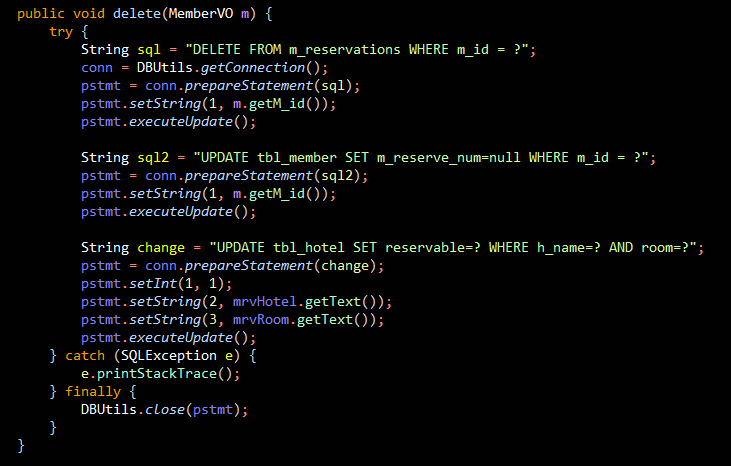 public void delete(MemberVO m) {
    try {
        String sql = "DELETE FROM m_reservations WHERE m_id = ?";
        conn = DBUtils.getConnection();
        pstmt = conn.prepareStatement(sql);
        pstmt.setString(1, m.getM_id());
        pstmt.executeUpdate();

        String sql2 = "UPDATE tbl_member SET m_reserve_num=null WHERE m_id = ?";
        pstmt = conn.prepareStatement(sql2);
        pstmt.setString(1, m.getM_id());
        pstmt.executeUpdate();

        String change = "UPDATE tbl_hotel SET reservable=? WHERE h_name=? AND room=?";
        pstmt = conn.prepareStatement(change);
        pstmt.setInt(1, 1);
        pstmt.setString(2, mrvHotel.getText());
        pstmt.setString(3, mrvRoom.getText());
        pstmt.executeUpdate();
    } catch (SQLException e) {
        e.printStackTrace();
    } finally {
        DBUtils.close(pstmt);
    }
}